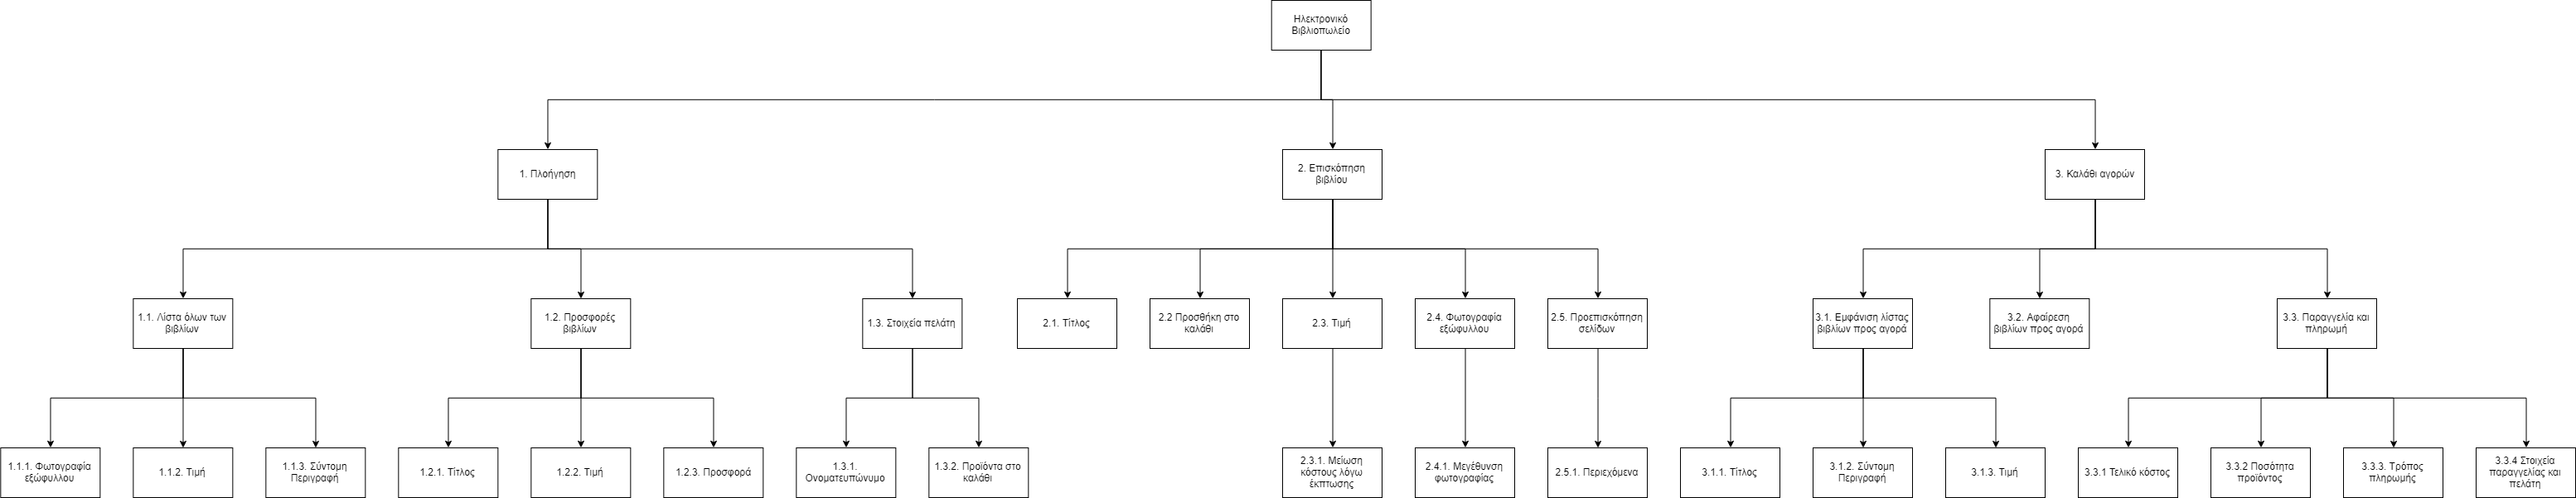 Ηλεκτρονικό
Βιβλιοπωλείο
1. Πλοήγηση
2. Επισκόπηση
βιβλίου
3. Καλάθι αγορών
1.1. Λίστα όλων των
βιβλίων
1.2. Προσφορές
βιβλίων
1.3. Στοιχεία πελάτη
2.1. Τίτλος
2.2 Προσθήκη στο
καλάθι
2.3. Τιμή
2.4. Φωτογραφία
εξώφυλλου
2.5. Προεπισκόπηση
σελίδων
3.1. Εμφάνιση λίστας
βιβλίων προς αγορά
3.2. Αφαίρεση
βιβλίων προς αγορά
3.3. Παραγγελία και
πληρωμή
1.1.1. Φωτογραφία
εξώφυλλου
1.1.2. Τιμή
1.1.3. Σύντομη
Περιγραφή
1.2.1. Τίτλος
1.2.2. Τιμή
1.2.3. Προσφορά
1.3.1.
Ονοματευπώνυμο
1.3.2. Προϊόντα στο
καλάθι
2.3.1. Μείωση
κόστους λόγω
έκπτωσης
2.4.1. Μεγέθυνση
φωτογραφίας
2.5.1. Περιεχόμενα
3.1.1. Τίτλος
3.1.2. Σύντομη
Περιγραφή
3.1.3. Τιμή
3.3.1 Τελικό κόστος
3.3.2 Ποσότητα
προϊόντος
3.3.3. Τρόπος
πληρωμής
3.3.4 Στοιχεία
παραγγελίας και
πελάτη